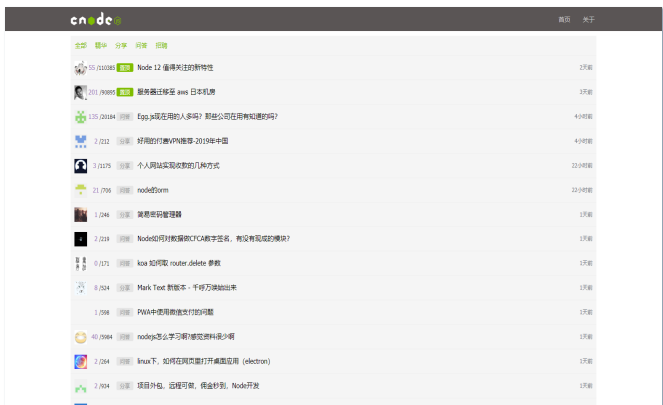 cnodejs
首页 关于
全部 精华 分享 问答 招聘
55 /110385 置顶 Node 12 值得关注的新特性 2天前
201 /90895 置顶 服务器迁移至 aws 日本机房 3天前
135 /20184 问答 Egg.js现在用的人多吗？那些公司在用有知道的吗？ 4小时前
2 /212 分享 好用的付费VPN推荐-2019年中国 4小时前
3 /1175 分享 个人网站实现收款的几种方式 22小时前
21 /706 问答 node的orm 22小时前
1 /246 分享 简易密码管理器 1天前
2 /219 问答 Node如何对数据做CFCA数字签名，有没有现成的模块？ 1天前
0 /171 问答 koa 如何取 router.delete 参数 1天前
8 /524 分享 Mark Text 新版本 - 千呼万唤始出来 1天前
1 /598 问答 PWA中使用微信支付的问题 1天前
40 /5984 问答 nodejs怎么学习啊?感觉资料很少啊 1天前
2 /264 问答 linux下，如何在网页里打开桌面应用（electron） 1天前
2 /934 分享 项目外包，远程可做，佣金秒到，Node开发 1天前